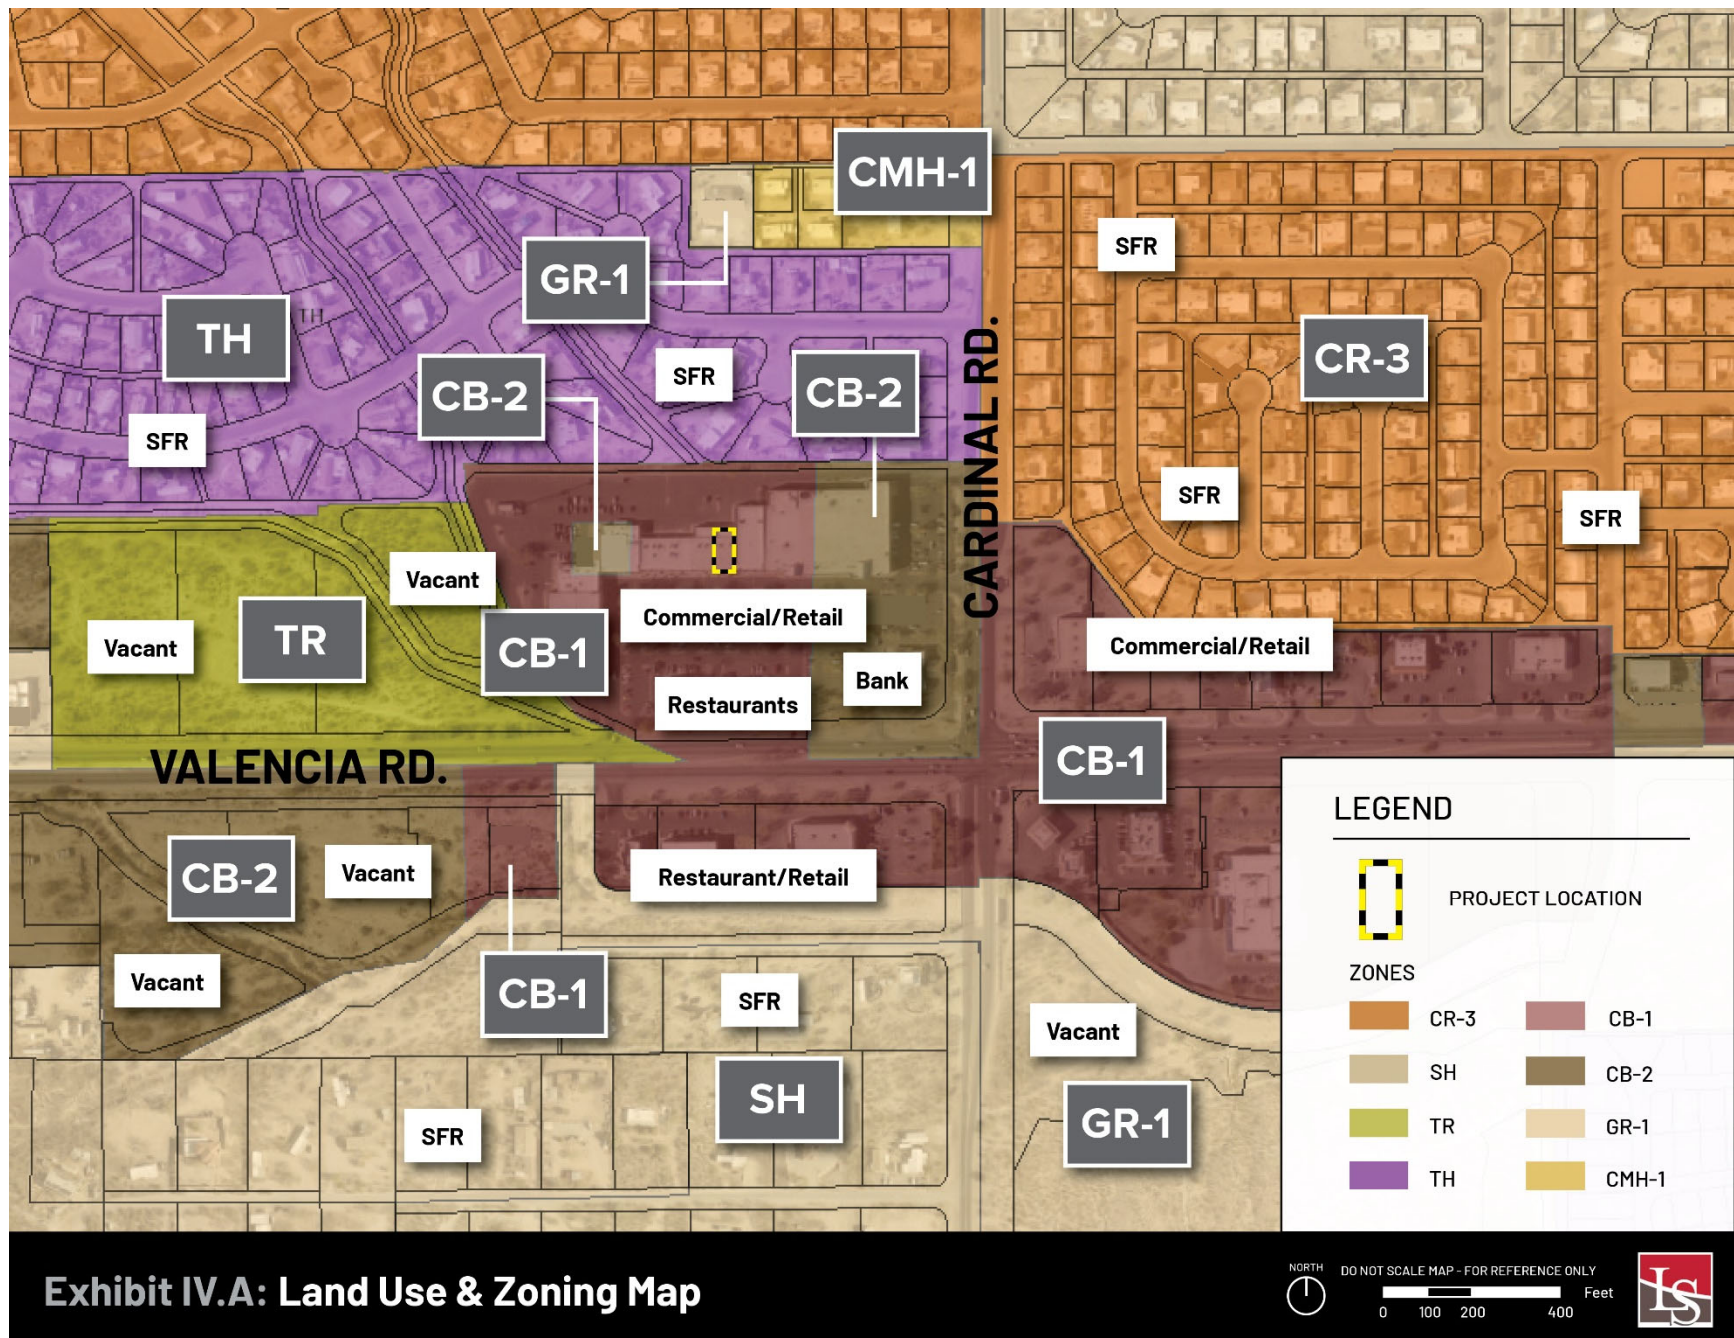 CMH-1
SFR
GR-1
TH
TH
CR-3
SFR
CB-2
CB-2
CARDINAL RD.
SFR
SFR
SFR
Vacant
Commercial/Retail
Vacant
TR
CB-1
Commercial/Retail
Bank
Restaurants
VALENCIA RD.
CB-1
CB-2
Vacant
Restaurant/Retail
Vacant
CB-1
SFR
Vacant
SH
GR-1
SFR
LEGEND
PROJECT LOCATION
ZONES
CR-3
CB-1
SH
CB-2
TR
GR-1
TH
CMH-1
Exhibit IV.A: Land Use & Zoning Map
NORTH
DO NOT SCALE MAP - FOR REFERENCE ONLY
Feet
0 100 200 400
LS